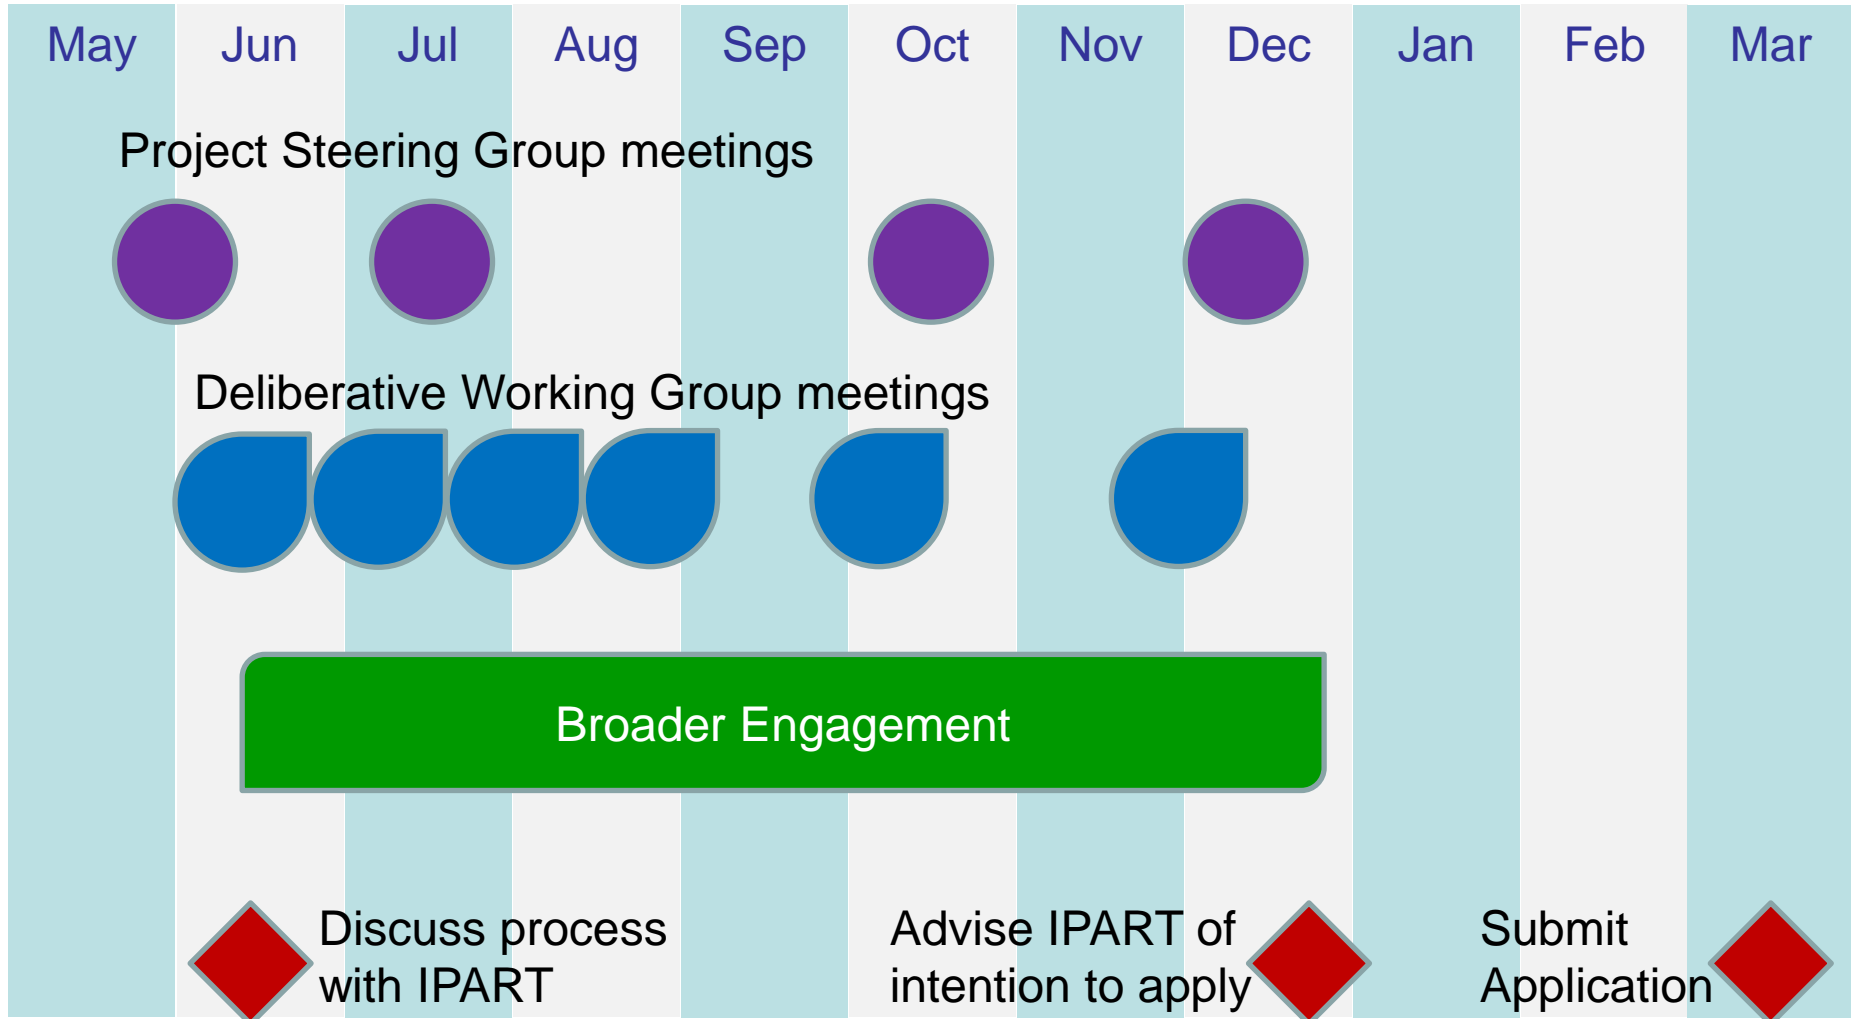 May Jun Jul Aug Sep Oct Nov Dec Jan Feb Mar
Project Steering Group meetings
Deliberative Working Group meetings
Broader Engagement
Discuss process
with IPART
Advise IPART of
intention to apply
Submit
Application